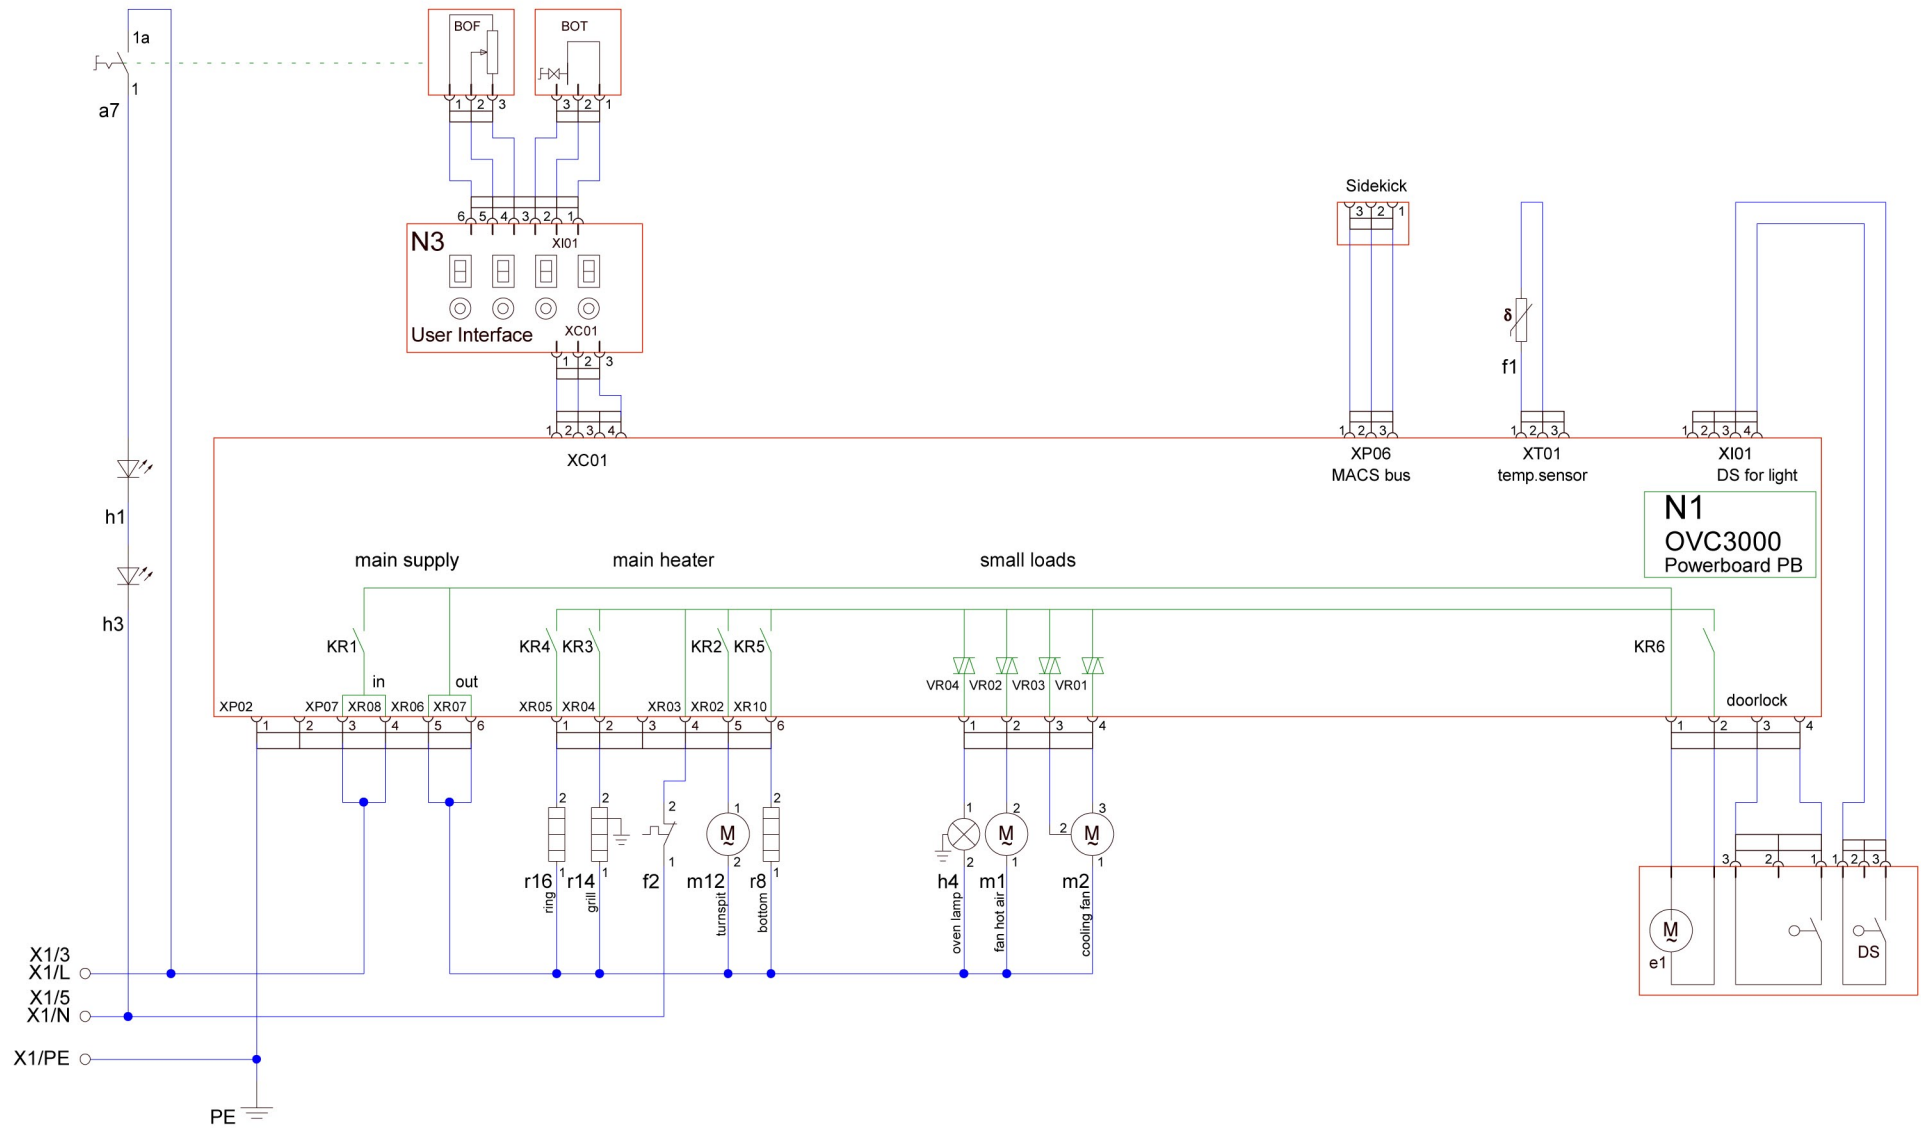 1a
1
a7
BOF
1 2 3
BOT
3 2 1
6 5 4 3 2 1
N3
XI01
User Interface
XC01
1 2 3
1 2 3 4
XC01
Sidekick
3 2 1
1 2 3
XP06
MACS bus
δ
f1
1 2 3
XT01
temp.sensor
1 2 3 4
XI01
DS for light
N1
OVC3000
Powerboard PB
h1
h3
main supply
main heater
small loads
KR1
KR4
KR3
KR2
KR5
KR6
in
out
VR04
VR02
VR03
VR01
doorlock
XP02
XP07
XR08
XR06
XR07
XR05
XR04
XR03
XR02
XR10
1 2 3 4 5 6
1 2 3 4 5 6
1 2 3 4
1 2 3 4
2
1
r16
ring
2
1
r14
grill
2
1
f2
1
M
~
2
m12
turnspit
2
1
r8
bottom
1
2
h4
oven lamp
2
M
~
1
m1
fan hot air
3
2
M
~
1
m2
cooling fan
3 2 1
1 2 3
M
~
e1
DS
X1/3
X1/L
X1/5
X1/N
X1/PE
PE